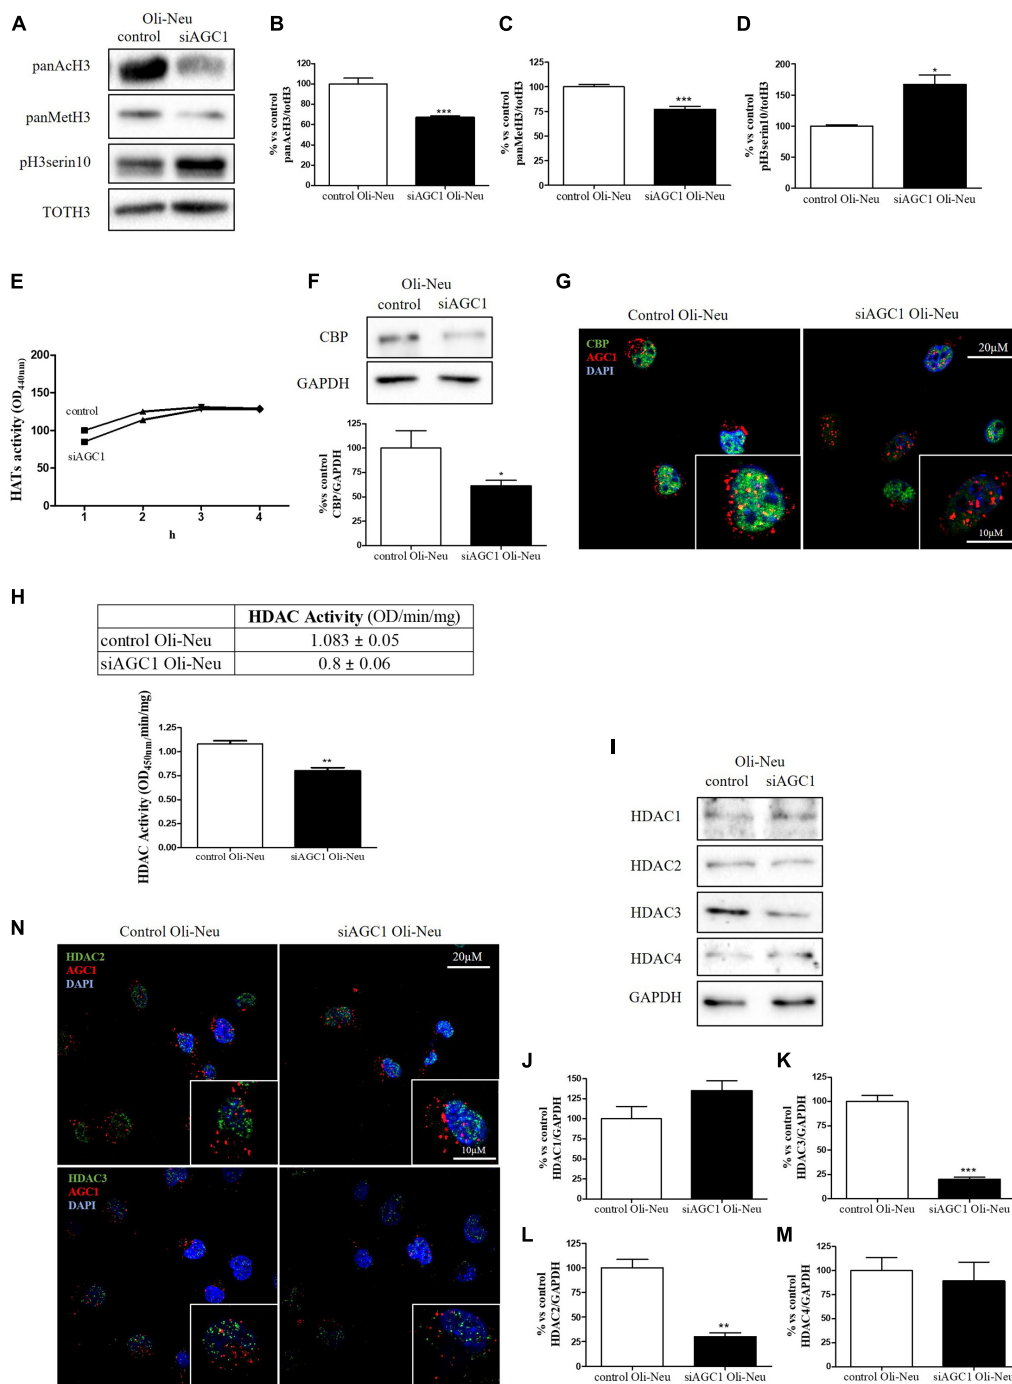 A
Oli-Neu
control siAGC1
panAcH3
panMetH3
pH3serin10
TOTH3
B
% vs control
panAcH3/totH3
120
100
80
60
40
20
0
control Oli-Neu
***
siAGC1 Oli-Neu
C
% vs control
panMetH3/totH3
125
100
75
50
25
0
control Oli-Neu
***
siAGC1 Oli-Neu
D
% vs control
pH3serin10/totH3
200
150
100
50
0
control Oli-Neu
*
siAGC1 Oli-Neu
E
HATs activity (OD440nm)
200
150
100
50
0
control
siAGC1
1 2 3 4
h
F
Oli-Neu
control siAGC1
CBP
GAPDH
%vs control
CBP/GAPDH
125
100
75
50
25
0
control Oli-Neu
*
siAGC1 Oli-Neu
G
Control Oli-Neu
siAGC1 Oli-Neu
CBP
AGC1
DAPI
20µM
10µM
H
HDAC Activity (OD/min/mg)
control Oli-Neu 1.083 ± 0.05
siAGC1 Oli-Neu 0.8 ± 0.06
HDAC Activity (OD450nm/min/mg)
1.25
1.00
0.75
0.50
0.25
0.00
control Oli-Neu
**
siAGC1 Oli-Neu
I
Oli-Neu
control siAGC1
HDAC1
HDAC2
HDAC3
HDAC4
GAPDH
N
Control Oli-Neu
siAGC1 Oli-Neu
HDAC2
AGC1
DAPI
20µM
10µM
HDAC3
AGC1
DAPI
J
% vs control
HDAC1/GAPDH
150
125
100
75
50
25
0
control Oli-Neu
siAGC1 Oli-Neu
K
% vs control
HDAC3/GAPDH
125
100
75
50
25
0
control Oli-Neu
***
siAGC1 Oli-Neu
L
% vs control
HDAC2/GAPDH
125
100
75
50
25
0
control Oli-Neu
**
siAGC1 Oli-Neu
M
% vs control
HDAC4/GAPDH
125
100
75
50
25
0
control Oli-Neu
siAGC1 Oli-Neu